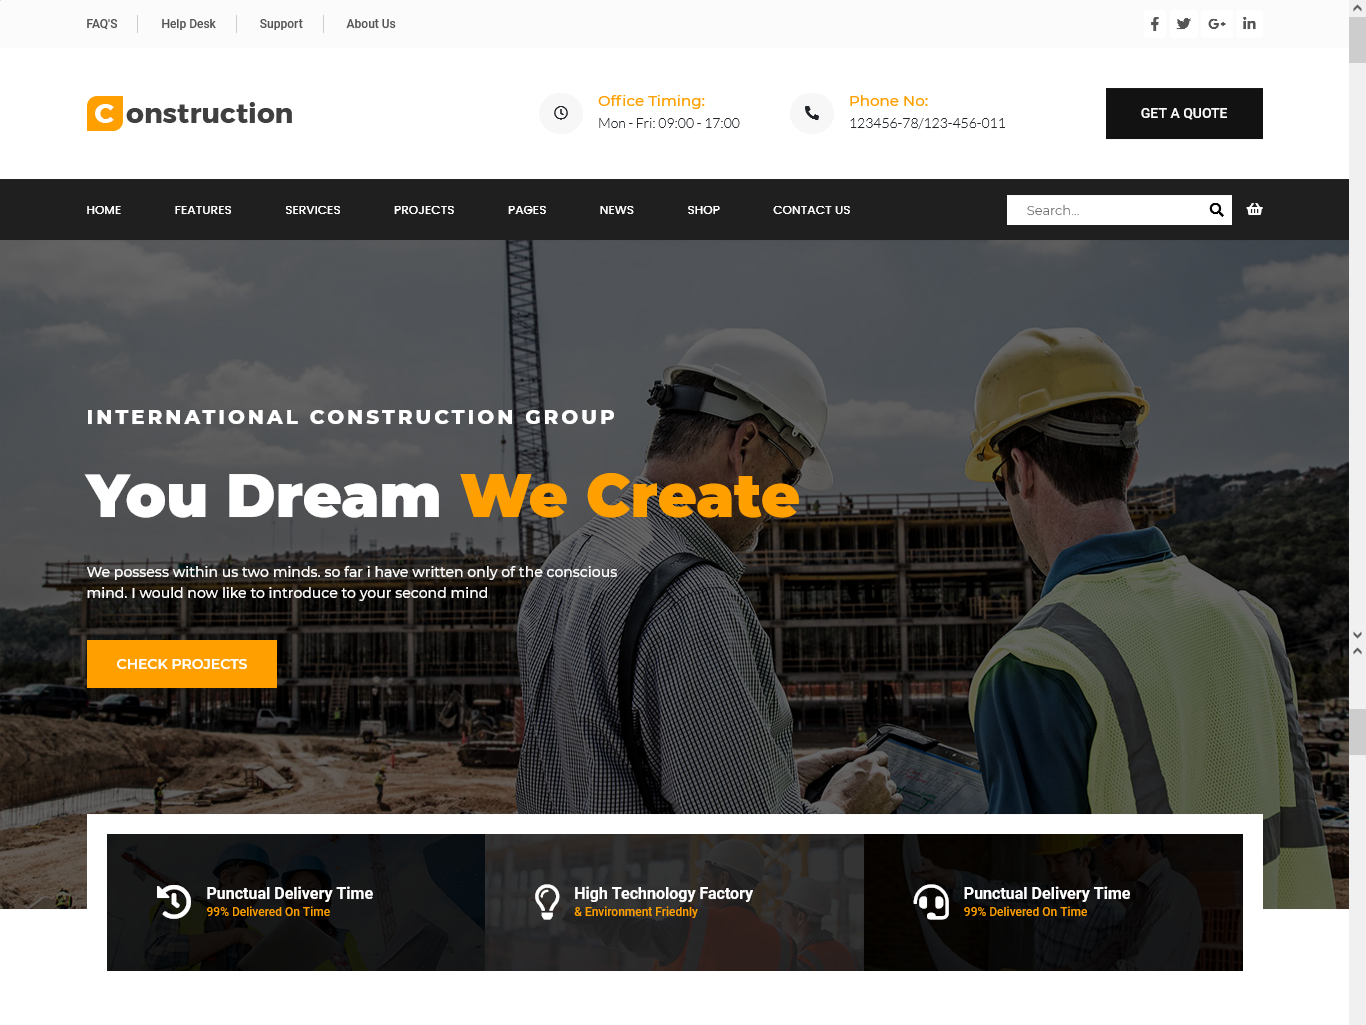 FAQ'S
Help Desk
Support
About Us
Construction
Office Timing:
Mon - Fri: 09:00 - 17:00
Phone No:
123456-78/123-456-011
GET A QUOTE
HOME
FEATURES
SERVICES
PROJECTS
PAGES
NEWS
SHOP
CONTACT US
Search...
INTERNATIONAL CONSTRUCTION GROUP
You Dream We Create
We possess within us two minds. so far i have written only of the conscious
mind. I would now like to introduce to your second mind
CHECK PROJECTS
Punctual Delivery Time
99% Delivered On Time
High Technology Factory
& Environment Friednly
Punctual Delivery Time
99% Delivered On Time